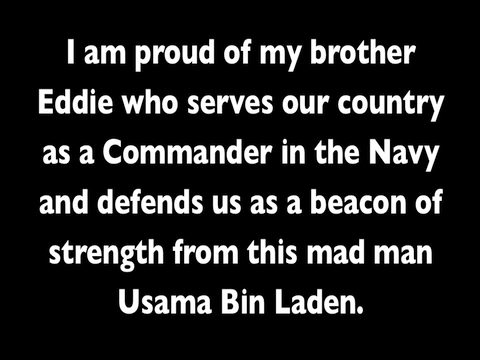 I am proud of my brother
Eddie who serves our country
as a Commander in the Navy
and defends us as a beacon of
strength from this mad man
Usama Bin Laden.